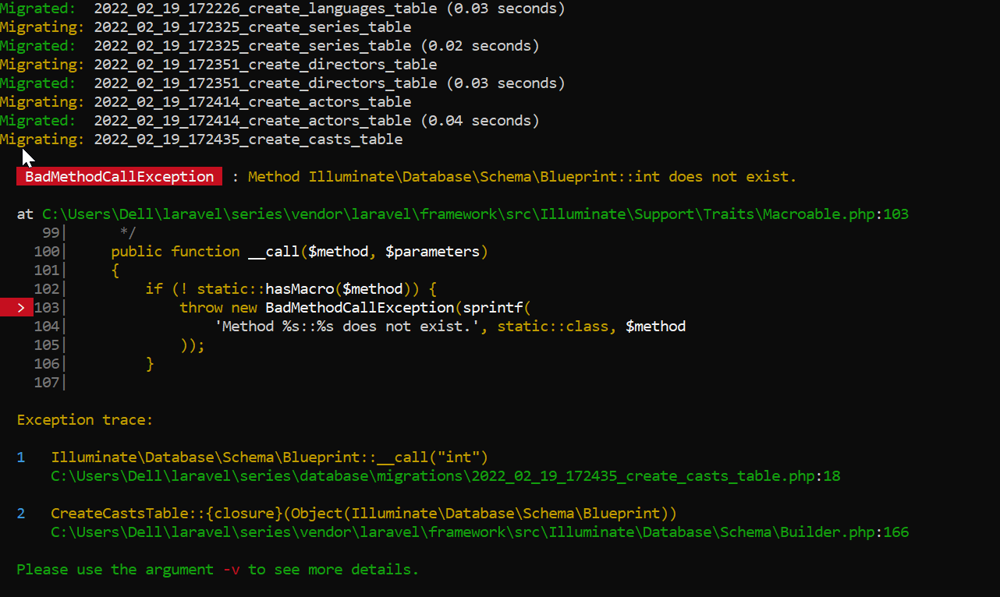 Migrated:  2022_02_19_172226_create_languages_table (0.03 seconds)
Migrating: 2022_02_19_172325_create_series_table
Migrated:  2022_02_19_172325_create_series_table (0.02 seconds)
Migrating: 2022_02_19_172351_create_directors_table
Migrated:  2022_02_19_172351_create_directors_table (0.03 seconds)
Migrating: 2022_02_19_172414_create_actors_table
Migrated:  2022_02_19_172414_create_actors_table (0.04 seconds)
Migrating: 2022_02_19_172435_create_casts_table
BadMethodCallException  : Method Illuminate\Database\Schema\Blueprint::int does not exist.
at C:\Users\Dell\laravel\series\vendor\laravel\framework\src\Illuminate\Support\Traits\Macroable.php:103
99|      */
100|     public function __call($method, $parameters)
101|     {
102|         if (! static::hasMacro($method)) {
> 103|             throw new BadMethodCallException(sprintf(
104|                 'Method %s::%s does not exist.', static::class, $method
105|             ));
106|         }
107|
Exception trace:
1   Illuminate\Database\Schema\Blueprint::__call("int")
C:\Users\Dell\laravel\series\database\migrations\2022_02_19_172435_create_casts_table.php:18
2   CreateCastsTable::{closure}(Object(Illuminate\Database\Schema\Blueprint))
C:\Users\Dell\laravel\series\vendor\laravel\framework\src\Illuminate\Database\Schema\Builder.php:166
Please use the argument -v to see more details.